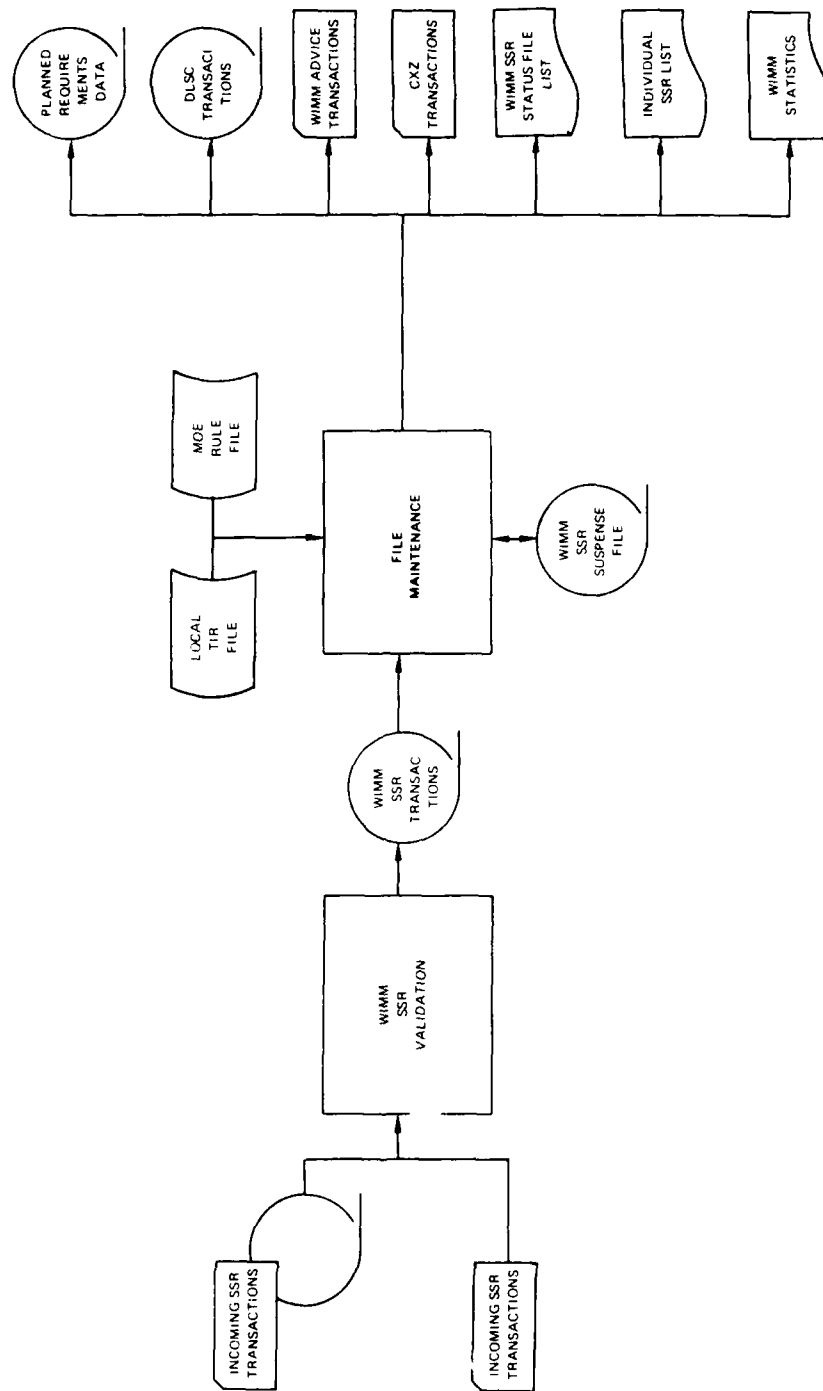 INCOMING SSR
TRANSACTIONS
INCOMING SSR
TRANSACTIONS
WIMM
SSR
VALIDATION
WIMM
SSR
TRANSAC
TIONS
LOCAL
TIR
FILE
MOE
RULE
FILE
FILE
MAINTENANCE
WIMM
SSR
SUSPENSE
FILE
PLANNED
REQUIRE
MENTS
DATA
DLSC
TRANSACI
TIONS
WIMM ADVICE
TRANSACTIONS
CXZ
TRANSACTIONS
WIMM SSR
STATUS FILE
LIST
INDIVIDUAL
SSR LIST
WIMM
STATISTICS